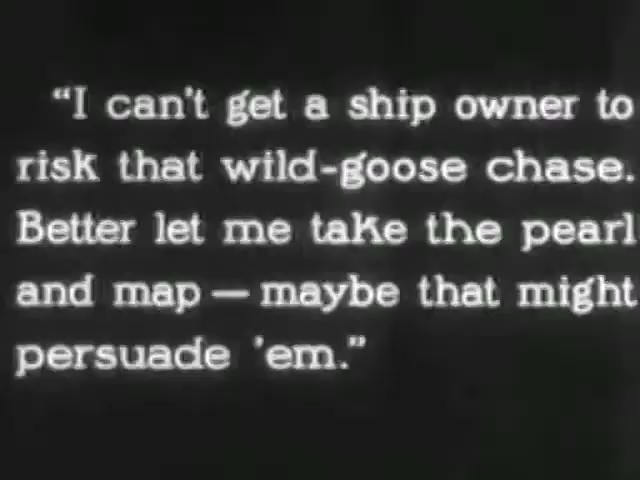 “I can't get a ship owner to
risk that wild-goose chase.
Better let me take the pearl
and map — maybe that might
persuade 'em.”